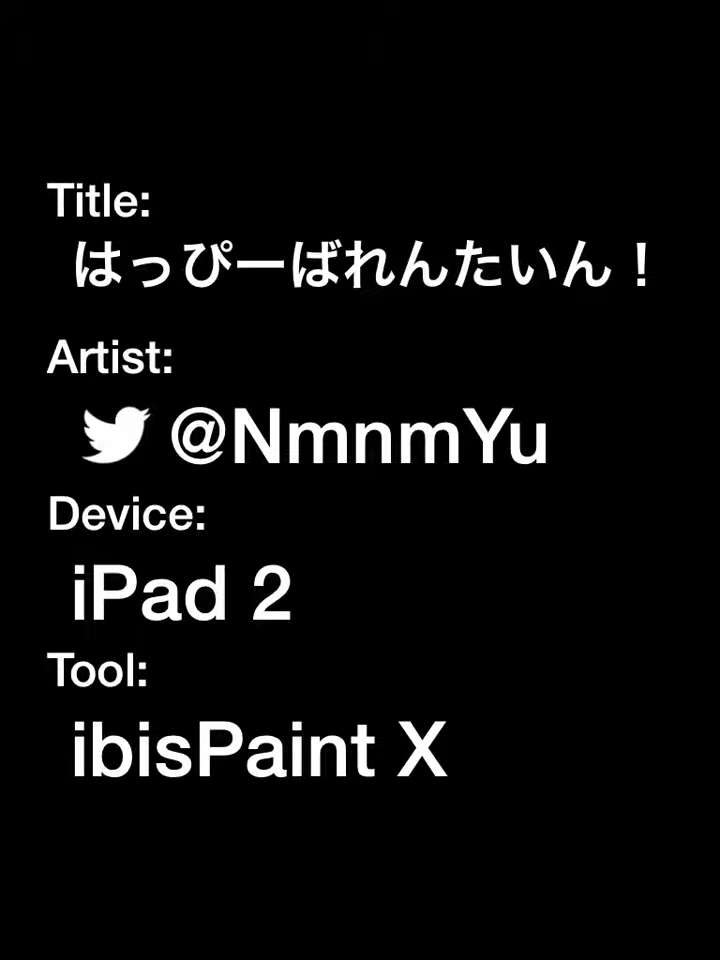 Title:
はっぴーばれんたいん！
Artist:
@NmnmYu
Device:
iPad 2
Tool:
ibisPaint X